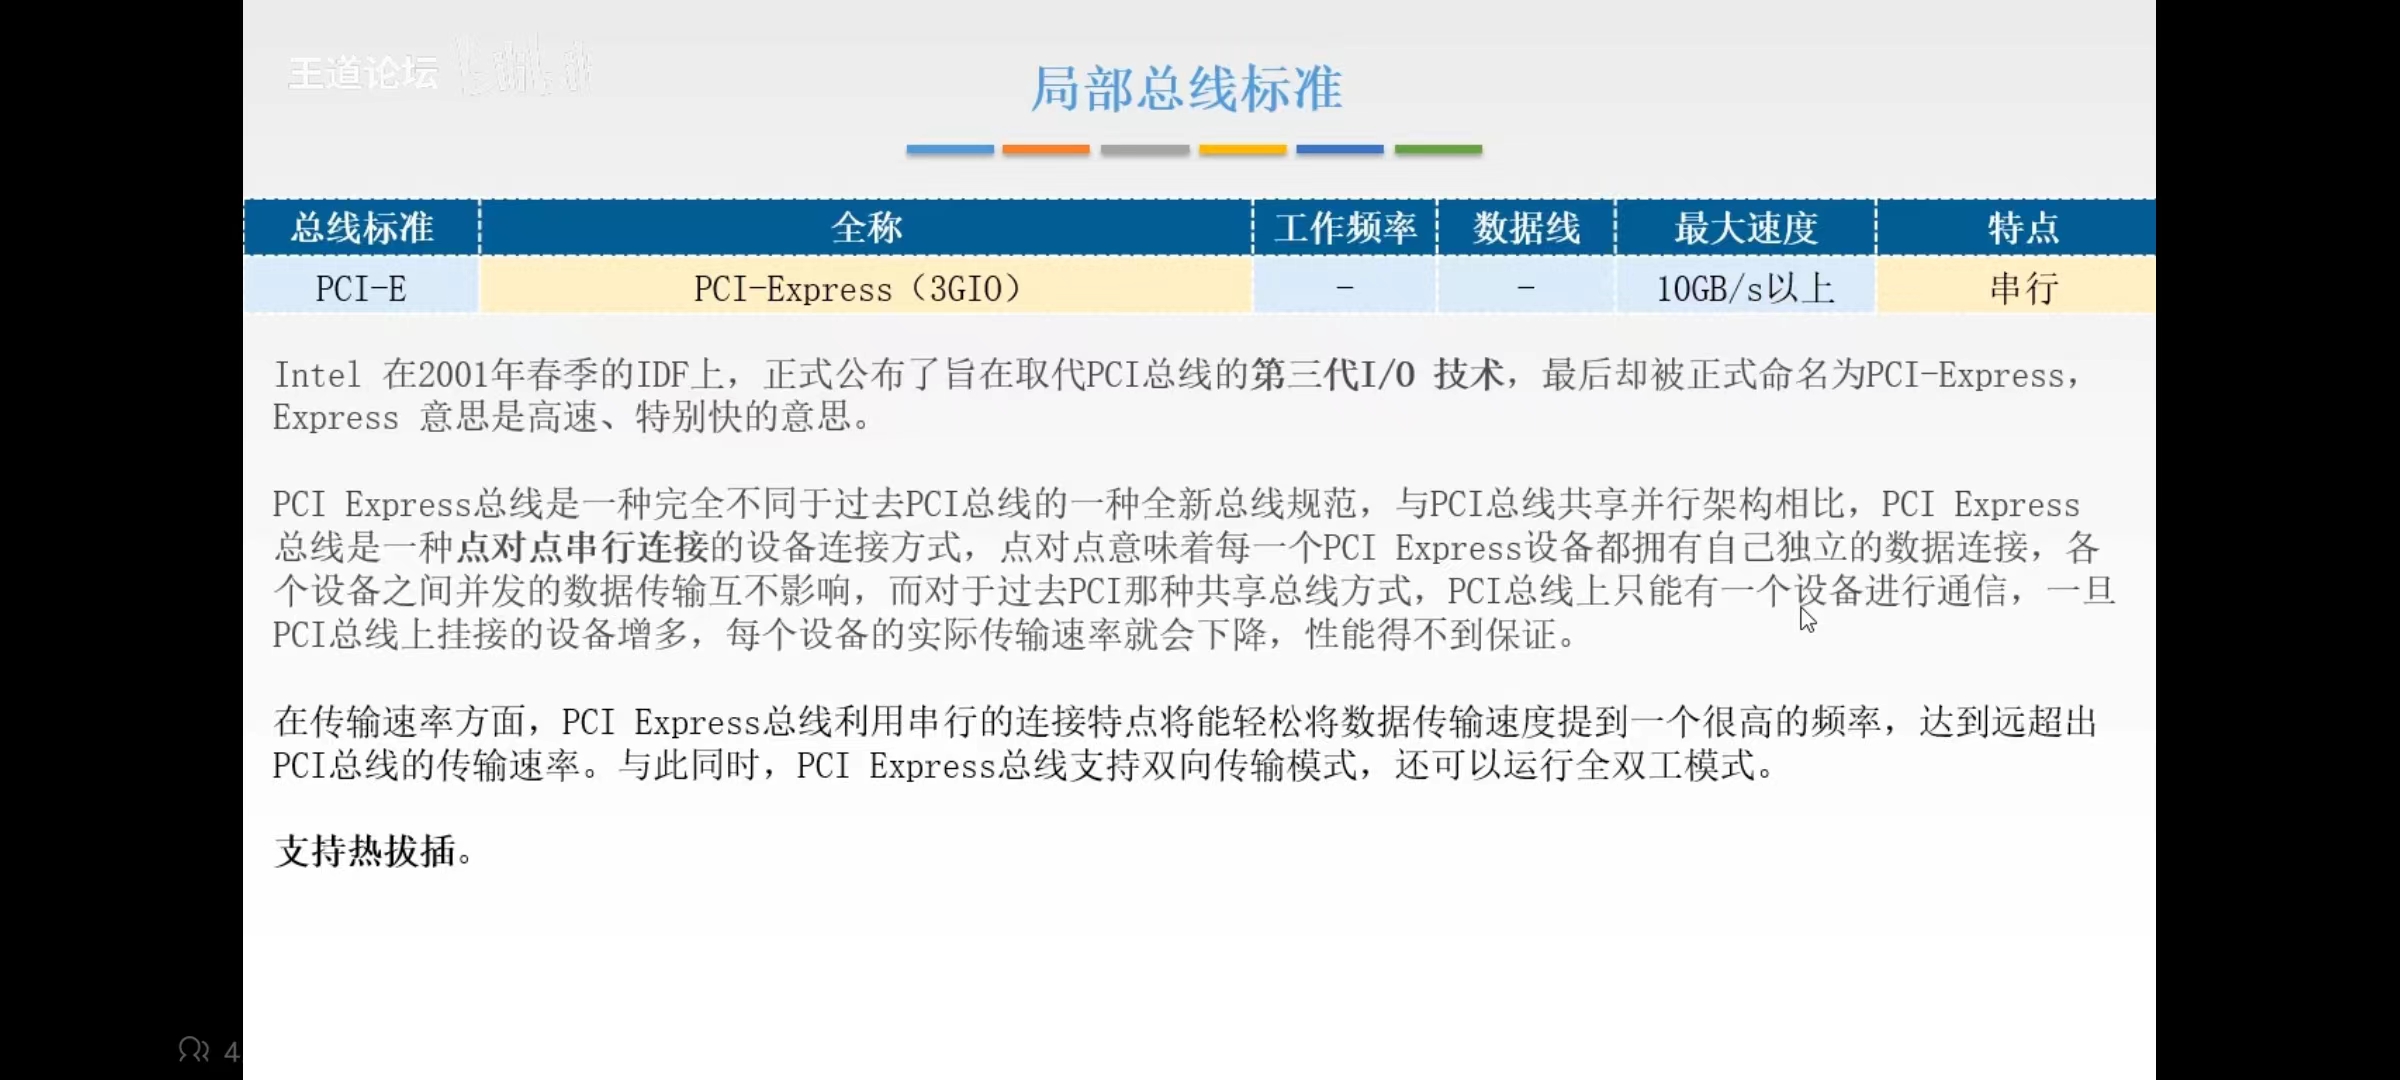 王道论坛
局部总线标准
总线标准 全称 工作频率 数据线 最大速度 特点
PCI-E PCI-Express（3GIO） - - 10GB/s以上 串行
Intel 在2001年春季的IDF上，正式公布了旨在取代PCI总线的第三代I/O 技术，最后却被正式命名为PCI-Express，
Express 意思是高速、特别快的意思。
PCI Express总线是一种完全不同于过去PCI总线的一种全新总线规范，与PCI总线共享并行架构相比，PCI Express
总线是一种点对点串行连接的设备连接方式，点对点意味着每一个PCI Express设备都拥有自己独立的数据连接，各
个设备之间并发的数据传输互不影响，而对于过去PCI那种共享总线方式，PCI总线上只能有一个设备进行通信，一旦
PCI总线上挂接的设备增多，每个设备的实际传输速率就会下降，性能得不到保证。
在传输速率方面，PCI Express总线利用串行的连接特点将能轻松将数据传输速度提到一个很高的频率，达到远超出
PCI总线的传输速率。与此同时，PCI Express总线支持双向传输模式，还可以运行全双工模式。
支持热拔插。
4